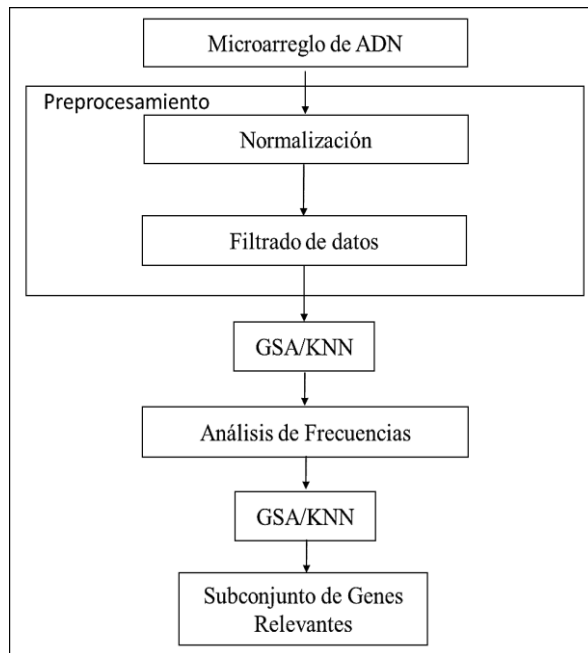 Microarreglo de ADN
Preprocesamiento
Normalización
Filtrado de datos
GSA/KNN
Análisis de Frecuencias
GSA/KNN
Subconjunto de Genes
Relevantes